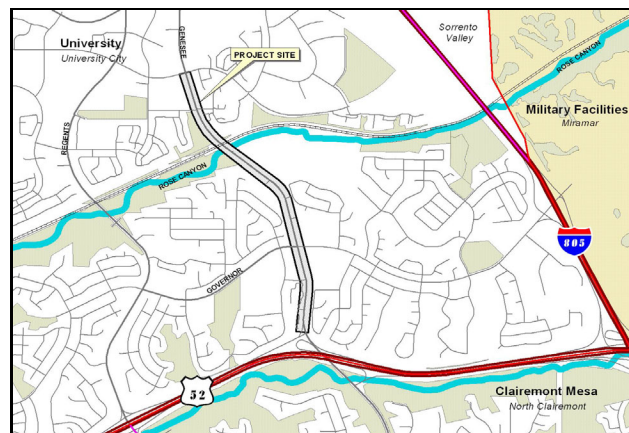 University
University City
GENESEE
PROJECT SITE
Sorrento
Valley
ROSE CANYON
Military Facilities
Miramar
REGENTS
ROSE CANYON
805
GOVERNOR
52
Clairemont Mesa
North Clairemont